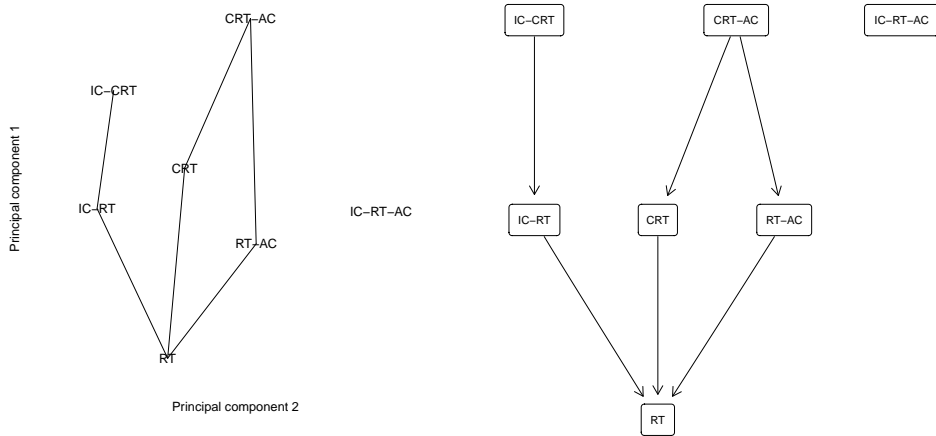 CRT−AC
IC−CRT
CRT
IC−RT
IC−RT−AC
RT−AC
RT
Principal component 1
Principal component 2
IC−CRT
CRT−AC
IC−RT−AC
IC−RT
CRT
RT−AC
RT